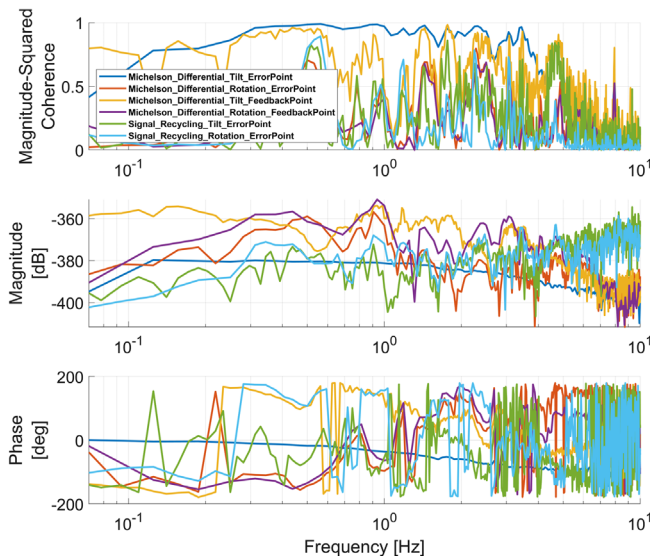 Magnitude-Squared
Coherence
1
0.5
0
Michelson_Differential_Tilt_ErrorPoint
Michelson_Differential_Rotation_ErrorPoint
Michelson_Differential_Tilt_FeedbackPoint
Michelson_Differential_Rotation_FeedbackPoint
Signal_Recycling_Tilt_ErrorPoint
Signal_Recycling_Rotation_ErrorPoint
10-1 100 101
Magnitude
[dB]
-360
-380
-400
10-1 100 101
Phase
[deg]
200
0
-200
10-1 100 101
Frequency [Hz]